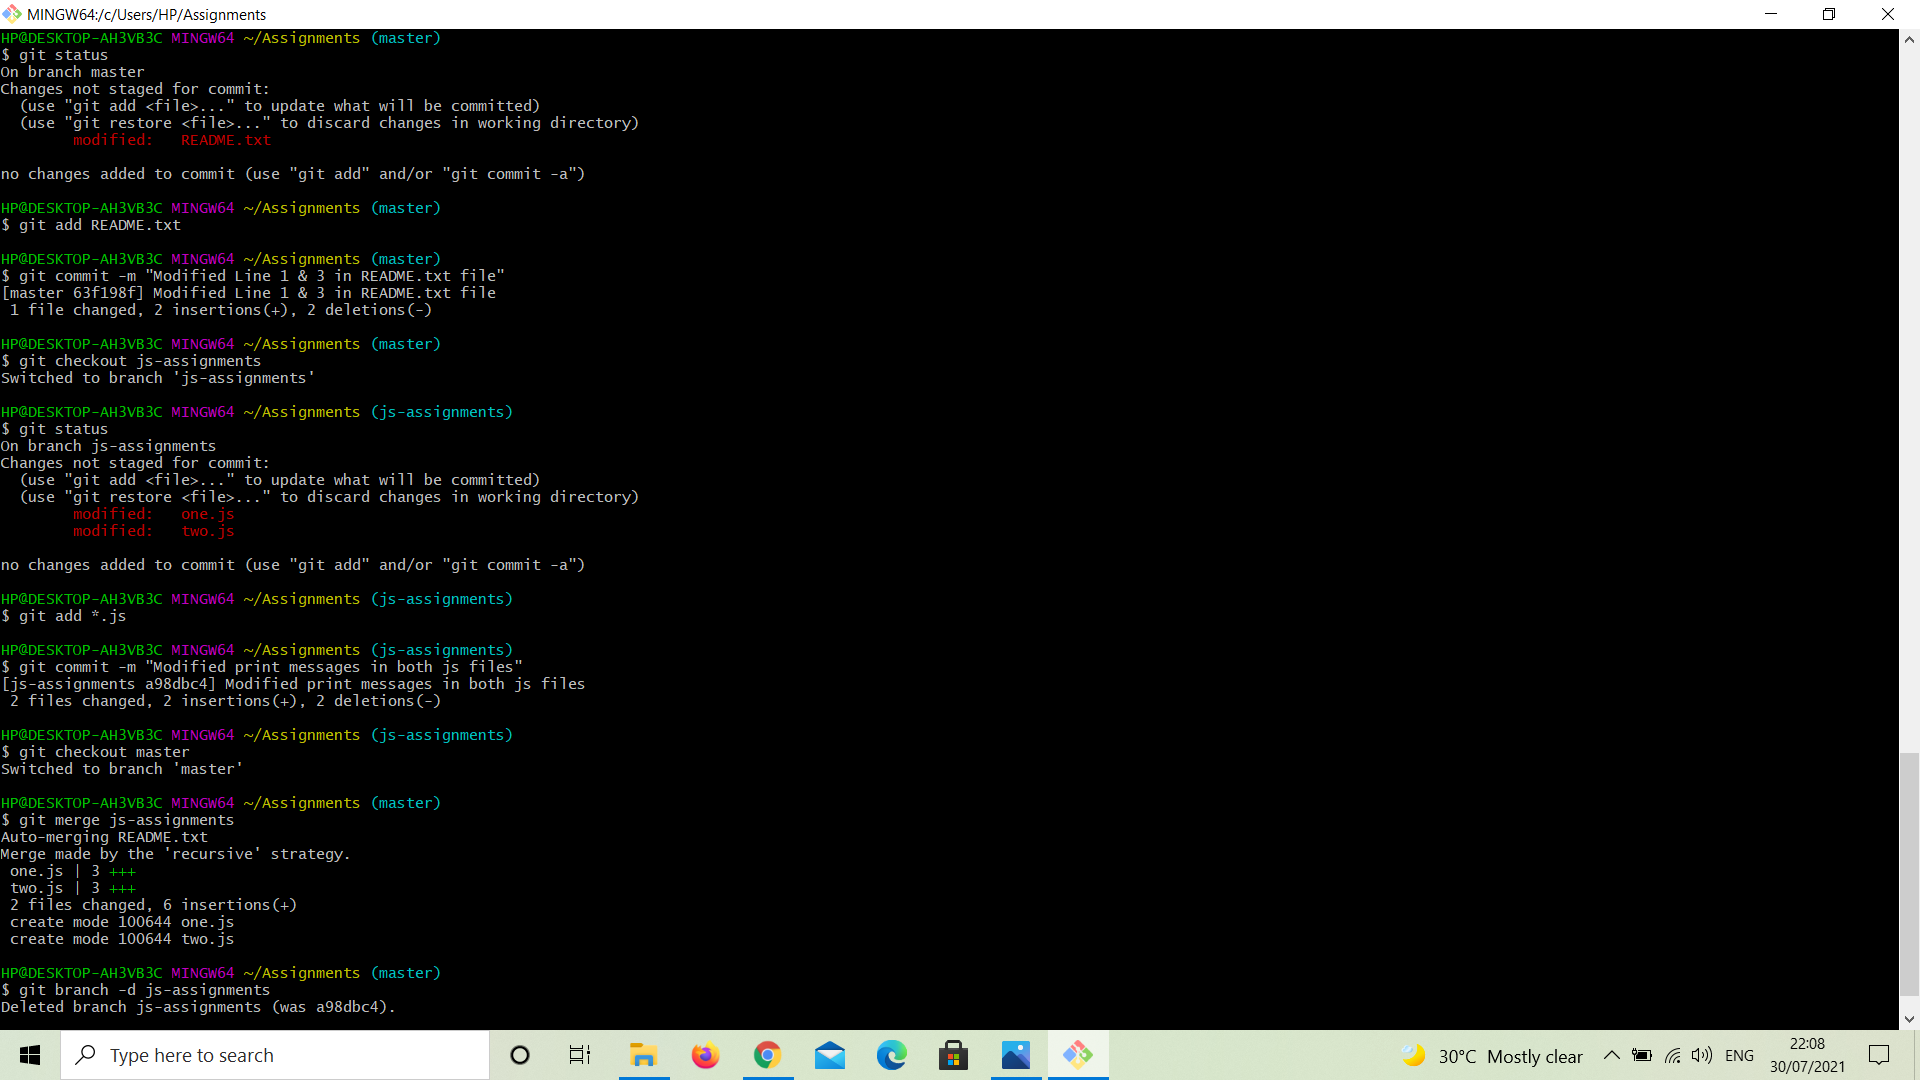 MINGW64:/c/Users/HP/Assignments
HP@DESKTOP-AH3VB3C MINGW64 ~/Assignments (master)
$ git status
On branch master
Changes not staged for commit:
  (use "git add <file>..." to update what will be committed)
  (use "git restore <file>..." to discard changes in working directory)
        modified:   README.txt

no changes added to commit (use "git add" and/or "git commit -a")

HP@DESKTOP-AH3VB3C MINGW64 ~/Assignments (master)
$ git add README.txt

HP@DESKTOP-AH3VB3C MINGW64 ~/Assignments (master)
$ git commit -m "Modified Line 1 & 3 in README.txt file"
[master 63f198f] Modified Line 1 & 3 in README.txt file
 1 file changed, 2 insertions(+), 2 deletions(-)

HP@DESKTOP-AH3VB3C MINGW64 ~/Assignments (master)
$ git checkout js-assignments
Switched to branch 'js-assignments'

HP@DESKTOP-AH3VB3C MINGW64 ~/Assignments (js-assignments)
$ git status
On branch js-assignments
Changes not staged for commit:
  (use "git add <file>..." to update what will be committed)
  (use "git restore <file>..." to discard changes in working directory)
        modified:   one.js
        modified:   two.js

no changes added to commit (use "git add" and/or "git commit -a")

HP@DESKTOP-AH3VB3C MINGW64 ~/Assignments (js-assignments)
$ git add *.js

HP@DESKTOP-AH3VB3C MINGW64 ~/Assignments (js-assignments)
$ git commit -m "Modified print messages in both js files"
[js-assignments a98dbc4] Modified print messages in both js files
 2 files changed, 2 insertions(+), 2 deletions(-)

HP@DESKTOP-AH3VB3C MINGW64 ~/Assignments (js-assignments)
$ git checkout master
Switched to branch 'master'

HP@DESKTOP-AH3VB3C MINGW64 ~/Assignments (master)
$ git merge js-assignments
Auto-merging README.txt
Merge made by the 'recursive' strategy.
 one.js | 3 +++
 two.js | 3 +++
 2 files changed, 6 insertions(+)
 create mode 100644 one.js
 create mode 100644 two.js

HP@DESKTOP-AH3VB3C MINGW64 ~/Assignments (master)
$ git branch -d js-assignments
Deleted branch js-assignments (was a98dbc4).
Type here to search
30°C Mostly clear
ENG
22:08
30/07/2021